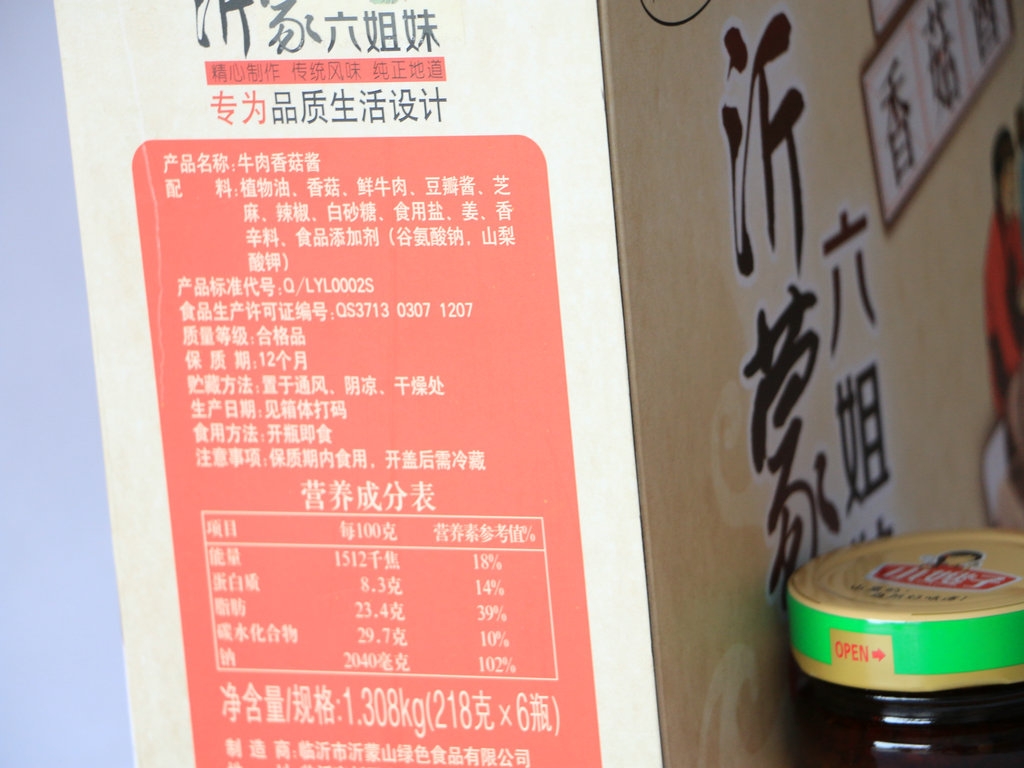 沂蒙六姐妹
精心制作 传统风味 纯正地道
专为品质生活设计
产品名称:牛肉香菇酱
配 料:植物油、香菇、鲜牛肉、豆瓣酱、芝
麻、辣椒、白砂糖、食用盐、姜、香
辛料、食品添加剂（谷氨酸钠，山梨
酸钾）
产品标准代号:Q/LYL0002S
食品生产许可证编号:QS3713 0307 1207
质量等级:合格品
保 质 期:12个月
贮藏方法:置于通风、阴凉、干燥处
生产日期:见箱体打码
食用方法:开瓶即食
注意事项:保质期内食用，开盖后需冷藏
营养成分表
项目 每100克 营养素参考值%
能量 1512千焦 18%
蛋白质 8.3克 14%
脂肪 23.4克 39%
碳水化合物 29.7克 10%
钠 2040毫克 102%
净含量/规格:1.308kg(218克×6瓶)
制 造 商:临沂市沂蒙山绿色食品有限公司
沂蒙
六姐
香菇酱
OPEN